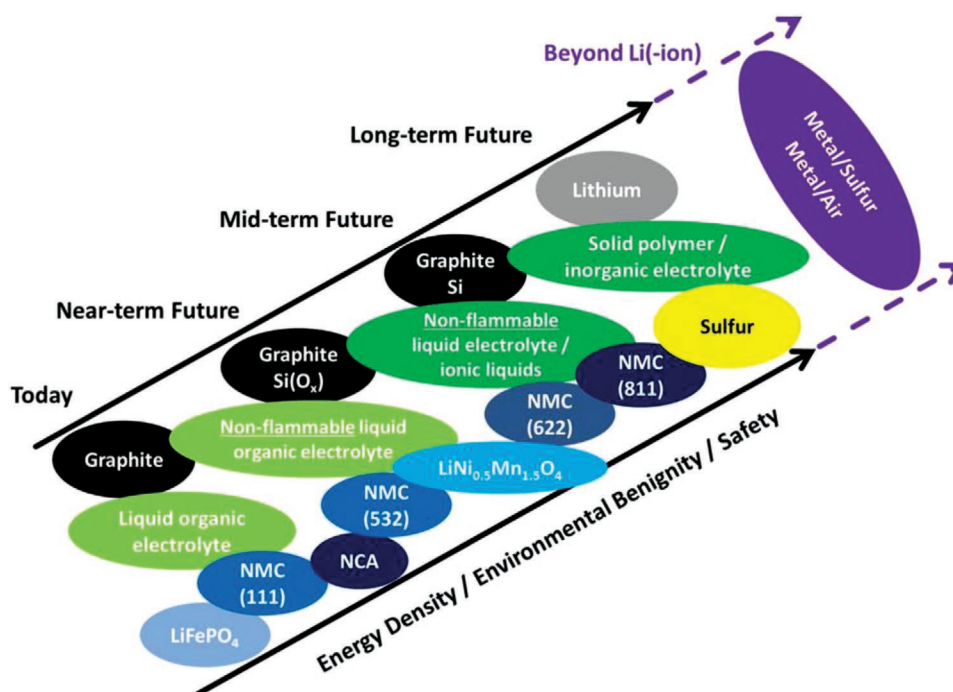 Beyond Li(-ion)
Long-term Future
Mid-term Future
Near-term Future
Today
Metal/Sulfur
Metal/Air
Lithium
Solid polymer /
inorganic electrolyte
Sulfur
Graphite
Si
Non-flammable
liquid electrolyte /
ionic liquids
NMC
(811)
NMC
(622)
Graphite
Si(Oₓ)
Non-flammable liquid
organic electrolyte
LiNi₀.₅Mn₁.₅O₄
NMC
(532)
NCA
Graphite
Liquid organic
electrolyte
NMC
(111)
LiFePO₄
Energy Density / Environmental Benignity / Safety